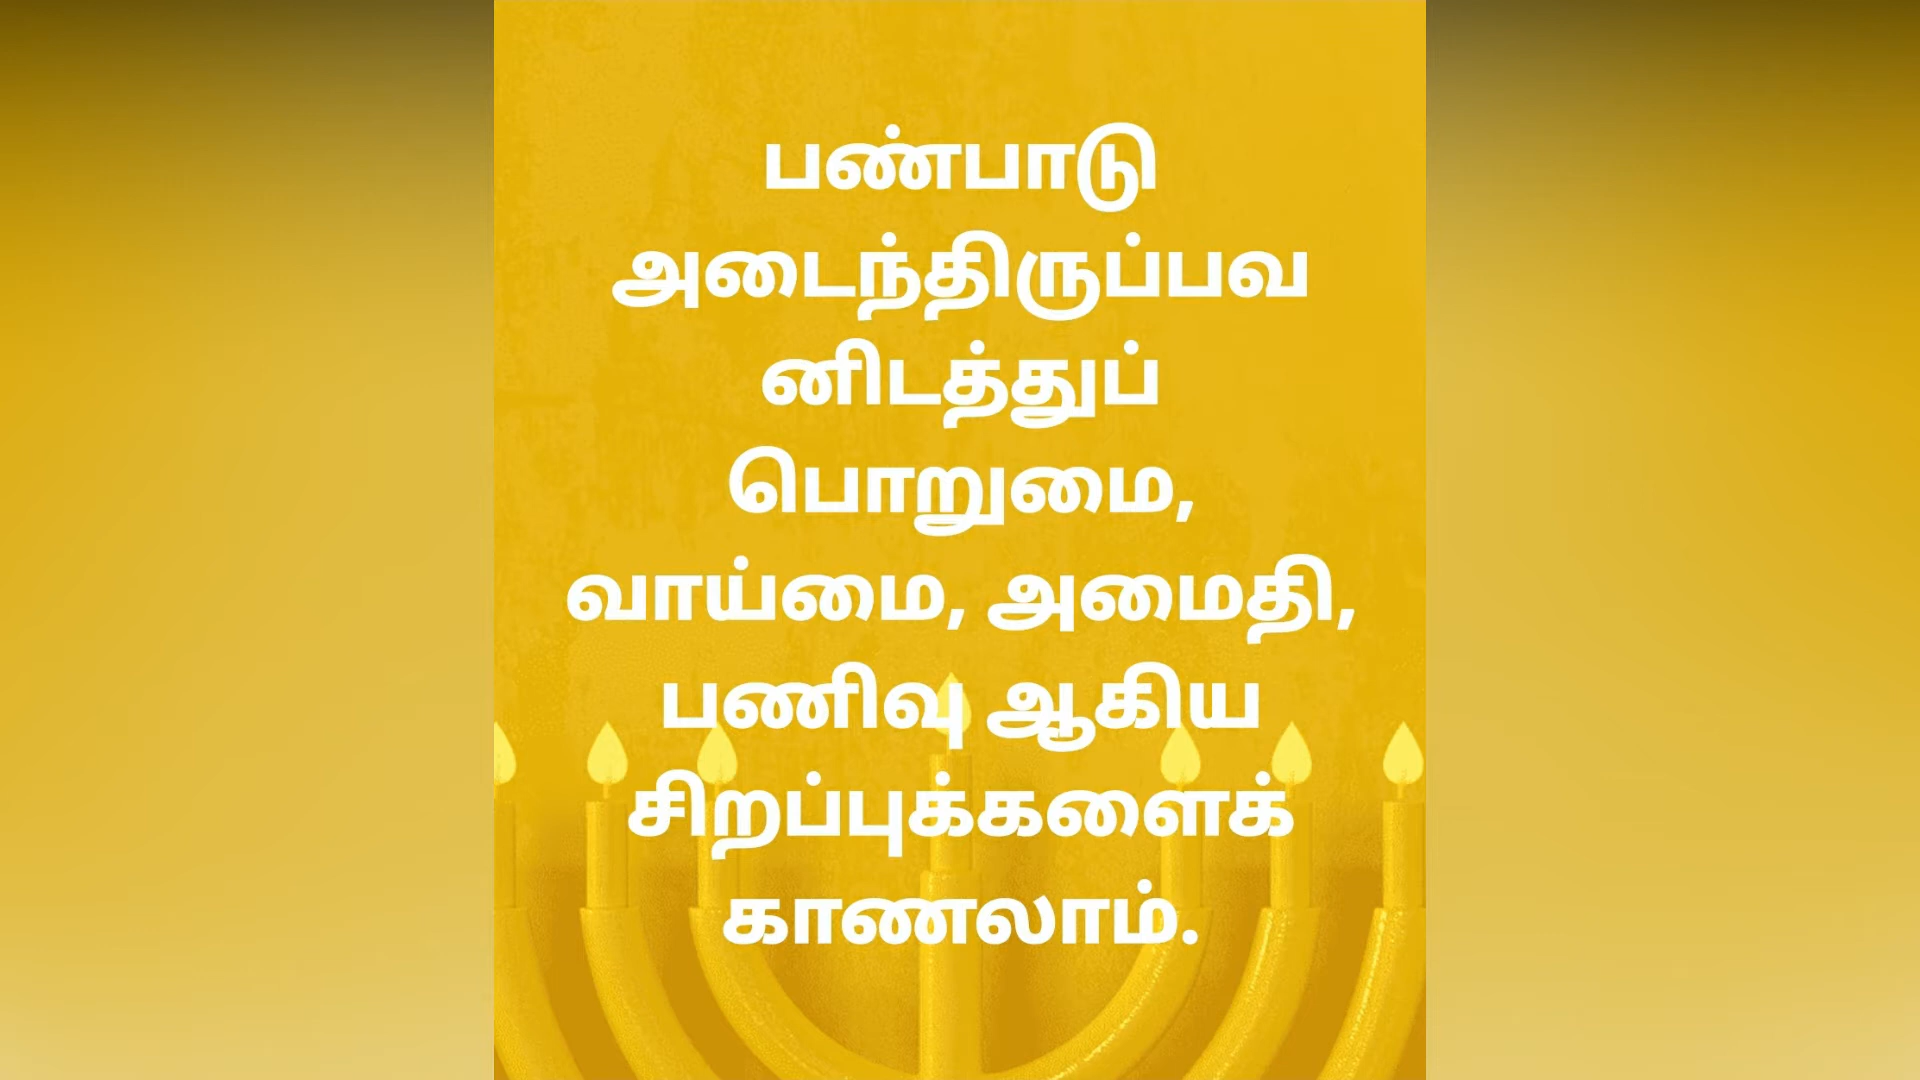 பண்பாடு
அடைந்திருப்பவ
னிடத்துப்
பொறுமை,
வாய்மை, அமைதி,
பணிவு ஆகிய
சிறப்புக்களைக்
காணலாம்.